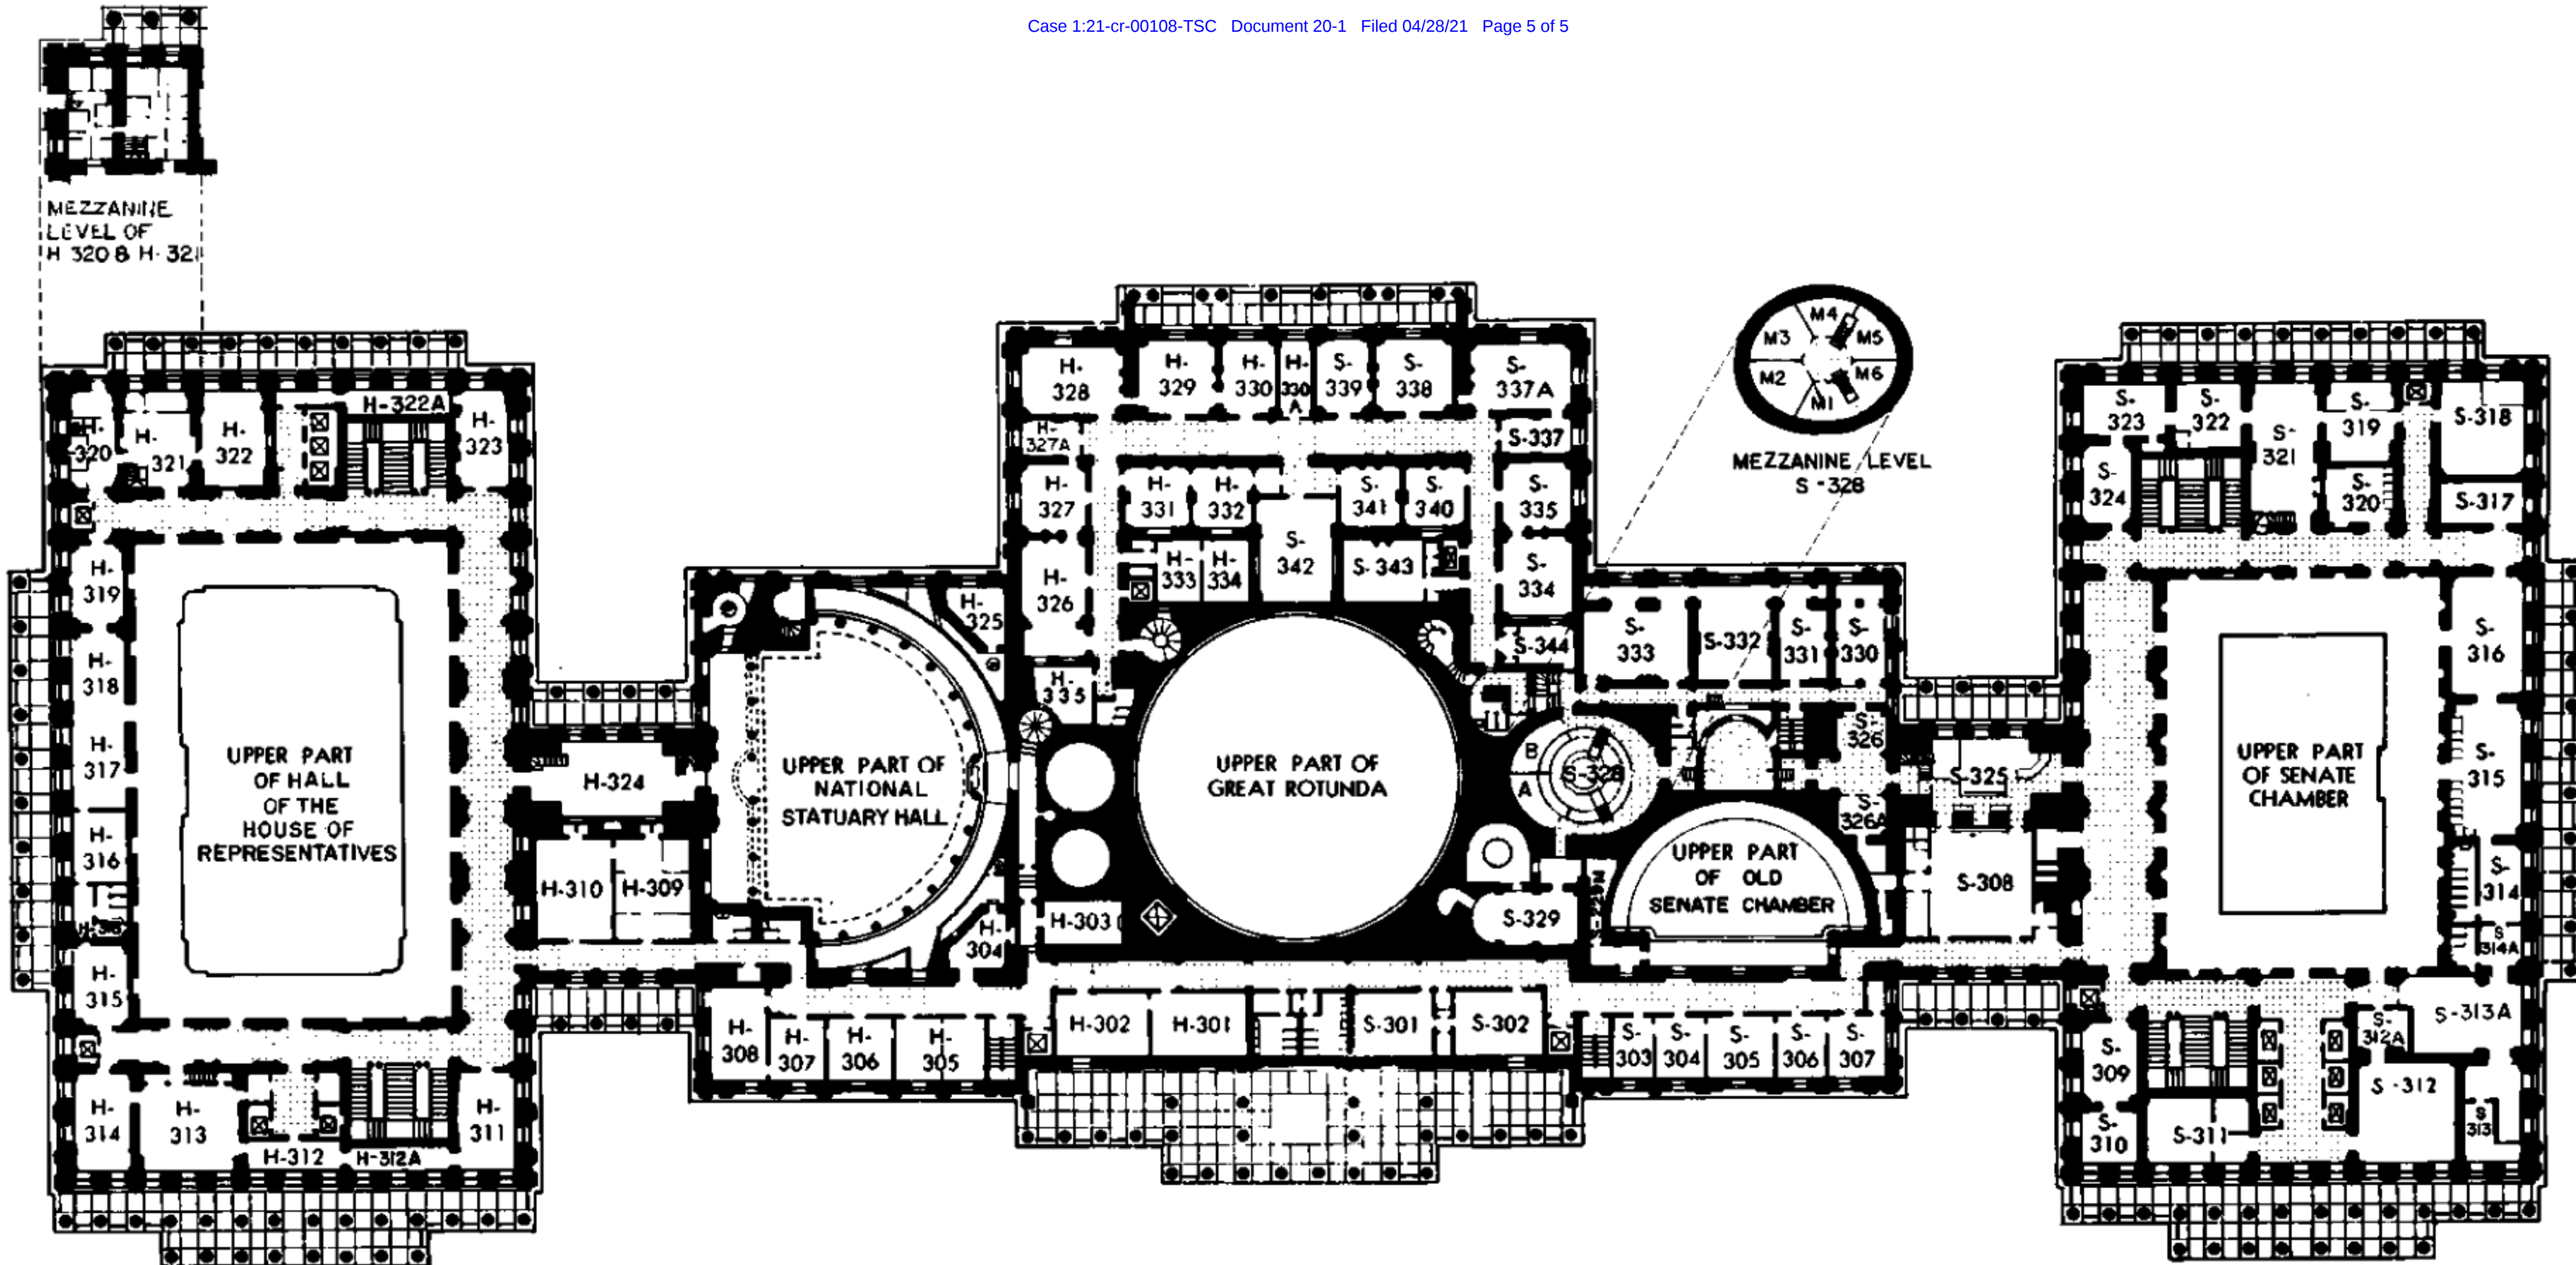 Case 1:21-cr-00108-TSC Document 20-1 Filed 04/28/21 Page 5 of 5
MEZZANINE
LEVEL OF
H 320 & H-321
H-
320
H-
321
H-
322
H-322A
H-
323
H-
319
H-
318
H-
317
H-
316
H-
315
H-
314
H-
313
H-312
H-312A
H-
311
UPPER PART
OF HALL
OF THE
HOUSE OF
REPRESENTATIVES
H-324
H-310
H-309
UPPER PART OF
NATIONAL
STATUARY HALL
H-
325
H-
304
H-
308
H-
307
H-
306
H-
305
H-
328
H-
329
H-
330
H-
330
A
S-
339
S-
338
S-
337A
H-
327A
S-337
H-
327
H-
331
H-
332
S-
341
S-
340
S-
335
H-
326
H-
333
H-
334
S-
342
S-343
S-
334
S-344
H-
335
UPPER PART OF
GREAT ROTUNDA
H-303
H-302
H-301
S-301
S-302
B
A
S-328
S-329
M4
M3
M5
M2
M6
M1
MEZZANINE LEVEL
S-328
S-
333
S-332
S-
331
S-
330
S-
326
S-
326A
UPPER PART
OF OLD
SENATE CHAMBER
S-
303
S-
304
S-
305
S-
306
S-
307
S-325
S-308
S-
323
S-
322
S-
321
S-
319
S-318
S-
324
S-
320
S-317
S-
316
S-
315
S-
314
S
314A
UPPER PART
OF SENATE
CHAMBER
S-313A
S-
312A
S-312
S
313
S-
309
S-
310
S-311